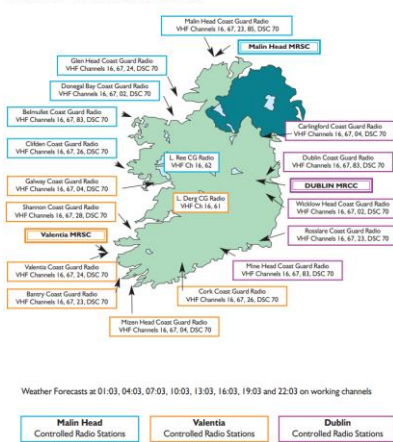 Malin Head Coast Guard Radio
VHF Channels 16, 67, 23, 85, DSC 70
Malin Head MRSC
Glen Head Coast Guard Radio
VHF Channels 16, 67, 24, DSC 70
Donegal Bay Coast Guard Radio
VHF Channels 16, 67, 02, DSC 70
Belmullet Coast Guard Radio
VHF Channels 16, 67, 83, DSC 70
Carlingford Coast Guard Radio
VHF Channels 16, 67, 04, DSC 70
Clifden Coast Guard Radio
VHF Channels 16, 67, 26, DSC 70
L. Ree CG Radio
VHF Ch 16, 62
Dublin Coast Guard Radio
VHF Channels 16, 67, 83, DSC 70
Galway Coast Guard Radio
VHF Channels 16, 67, 04, DSC 70
DUBLIN MRCC
L. Derg CG Radio
VHF Ch 16, 61
Shannon Coast Guard Radio
VHF Channels 16, 67, 28, DSC 70
Wicklow Head Coast Guard Radio
VHF Channels 16, 67, 02, DSC 70
Valentia MRSC
Rosslare Coast Guard Radio
VHF Channels 16, 67, 23, DSC 70
Valentia Coast Guard Radio
VHF Channels 16, 67, 24, DSC 70
Mine Head Coast Guard Radio
VHF Channels 16, 67, 83, DSC 70
Bantry Coast Guard Radio
VHF Channels 16, 67, 23, DSC 70
Cork Coast Guard Radio
VHF Channels 16, 67, 26, DSC 70
Mizen Head Coast Guard Radio
VHF Channels 16, 67, 04, DSC 70
Weather Forecasts at 01:03, 04:03, 07:03, 10:03, 13:03, 16:03, 19:03 and 22:03 on working channels
Malin Head
Controlled Radio Stations
Valentia
Controlled Radio Stations
Dublin
Controlled Radio Stations